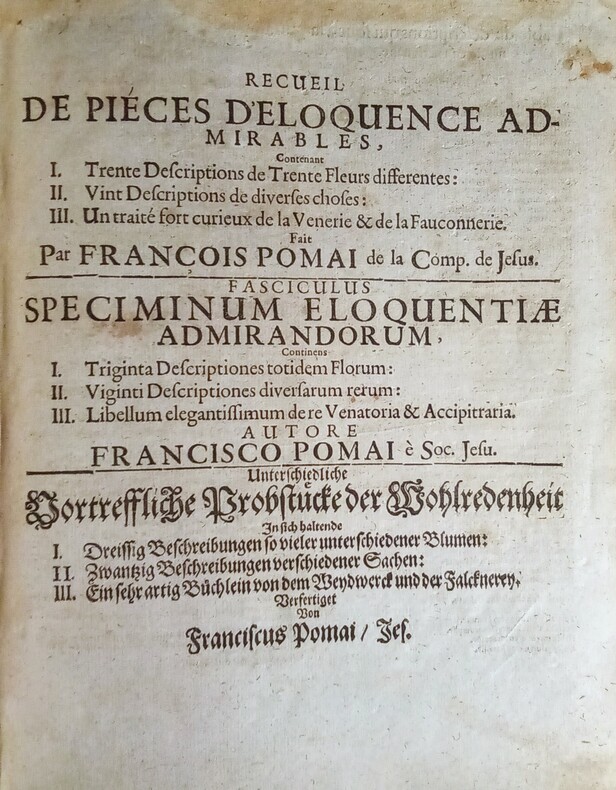 RECUEIL
DE PIÉCES D'ELOQUENCE AD-
MIRABLES,
Contenant
I. Trente Deſcriptions de Trente Fleurs differentes:
II. Vint Deſcriptions de diverſes choſes:
III. Un traité fort curieux de la Venerie & de la Fauconnerie.
Fait
Par FRANÇOIS POMAI de la Comp. de Jeſus.
FASCICULUS
SPECIMINUM ELOQUENTIÆ
ADMIRANDORUM,
Continens
I. Triginta Deſcriptiones totidem Florum:
II. Viginti Deſcriptiones diverſarum rerum:
III. Libellum elegantiſſimum de re Venatoria & Accipitraria.
AUTORE
FRANCISCO POMAI è Soc. Jeſu.
Unterſchiedliche
Vortreffliche Probſtücke der Wohlredenheit
In ſich haltende
I. Dreiſſig Beſchreibungen ſo vieler unterſchiedener Blumen:
II. Zwantzig Beſchreibungen verſchiedener Sachen:
III. Ein ſehr artig Büchlein von dem Weydwerck und der Falcknerey.
Verfertiget
Von
Franciſcus Pomai / Jeſ.